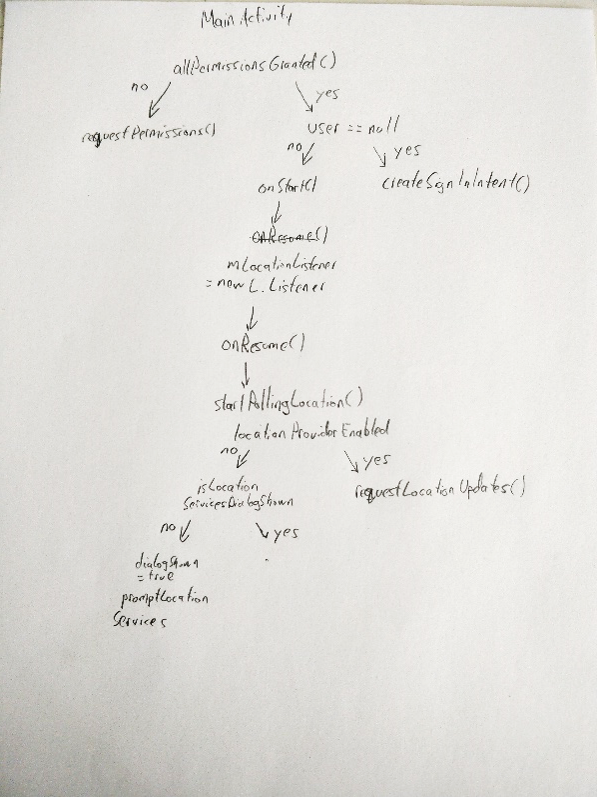 MainActivity
allPermissionsGranted()
no
yes
requestPermissions()
user == null
no
yes
onStart()
createSignInIntent()
onResume()
mLocationListener
= new L. Listener
onResume()
startPollingLocation()
locationProviderEnabled
no
yes
isLocation
ServicesDialogShown
requestLocationUpdates()
no
yes
dialogShown
= true
promptLocation
Services